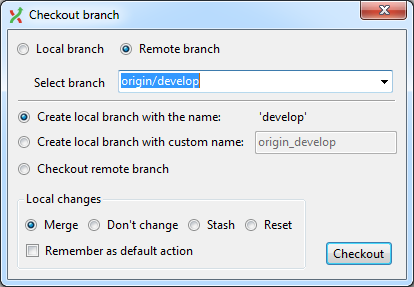 Checkout branch
Local branch Remote branch
Select branch origin/develop
Create local branch with the name: 'develop'
Create local branch with custom name: origin_develop
Checkout remote branch
Local changes
Merge Don't change Stash Reset
Remember as default action
Checkout